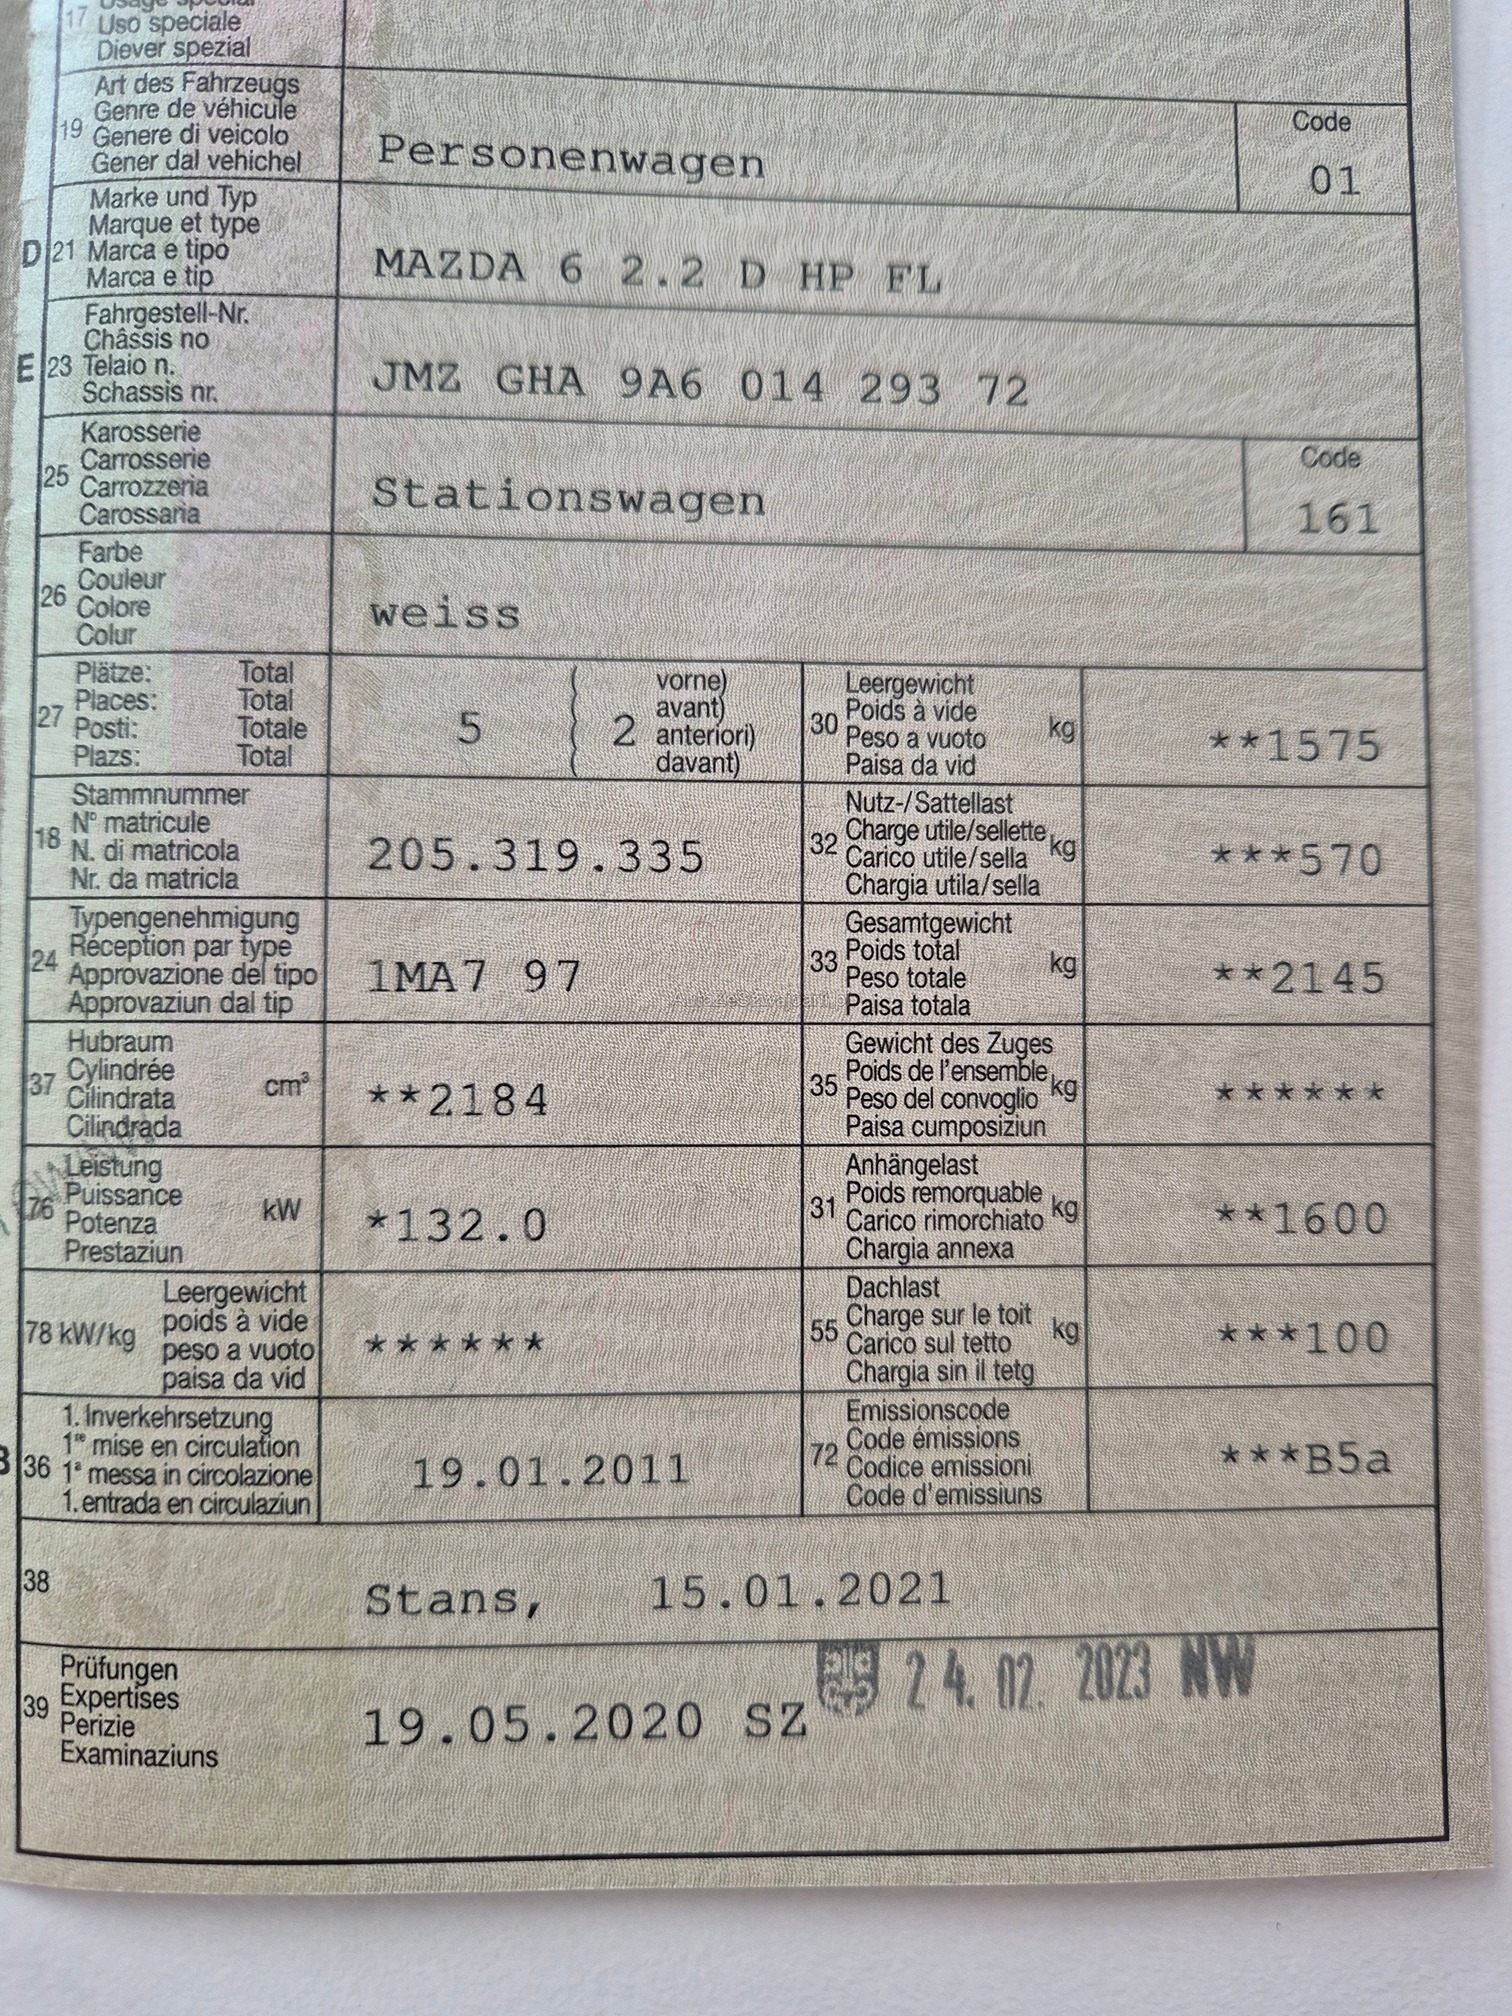 17 Uso speciale
Diever spezial
Art des Fahrzeugs
Genre de véhicule
19 Genere di veicolo
Gener dal vehichel
Personenwagen
Code
01
Marke und Typ
Marque et type
D 21 Marca e tipo
Marca e tip
MAZDA 6 2.2 D HP FL
Fahrgestell-Nr.
Châssis no
E 23 Telaio n.
Schassis nr.
JMZ GHA 9A6 014 293 72
Karosserie
25 Carrosserie
Carrozzeria
Carossaria
Stationswagen
Code
161
Farbe
Couleur
26 Colore
Colur
weiss
Plätze: Total
Places: Total
27 Posti: Totale
Plazs: Total
5 ( 2 vorne)
avant)
anteriori)
davant)
Leergewicht
30 Poids à vide kg
Peso a vuoto
Paisa da vid
**1575
Stammnummer
18 N° matricule
N. di matricola
Nr. da matricla
205.319.335
Nutz-/Sattellast
32 Charge utile/sellette kg
Carico utile/sella
Chargia utila/sella
***570
Typengenehmigung
24 Réception par type
Approvazione del tipo
Approvaziun dal tip
1MA7 97
Gesamtgewicht
33 Poids total kg
Peso totale
Paisa totala
**2145
Hubraum
37 Cylindrée cm³
Cilindrata
Cilindrada
**2184
Gewicht des Zuges
35 Poids de l'ensemble kg
Peso del convoglio
Paisa cumposiziun
******
Leistung
76 Puissance kW
Potenza
Prestaziun
*132.0
Anhängelast
31 Poids remorquable kg
Carico rimorchiato
Chargia annexa
**1600
Leergewicht
78 kW/kg poids à vide
peso a vuoto
paisa da vid
******
Dachlast
55 Charge sur le toit kg
Carico sul tetto
Chargia sin il tetg
***100
1. Inverkehrsetzung
B 36 1re mise en circulation
1a messa in circolazione
1. entrada en circulaziun
19.01.2011
Emissionscode
72 Code émissions
Codice emissioni
Code d'emissiuns
***B5a
38
Stans, 15.01.2021
Prüfungen
39 Expertises
Perizie
Examinaziuns
19.05.2020 SZ
24.02.2023 NW